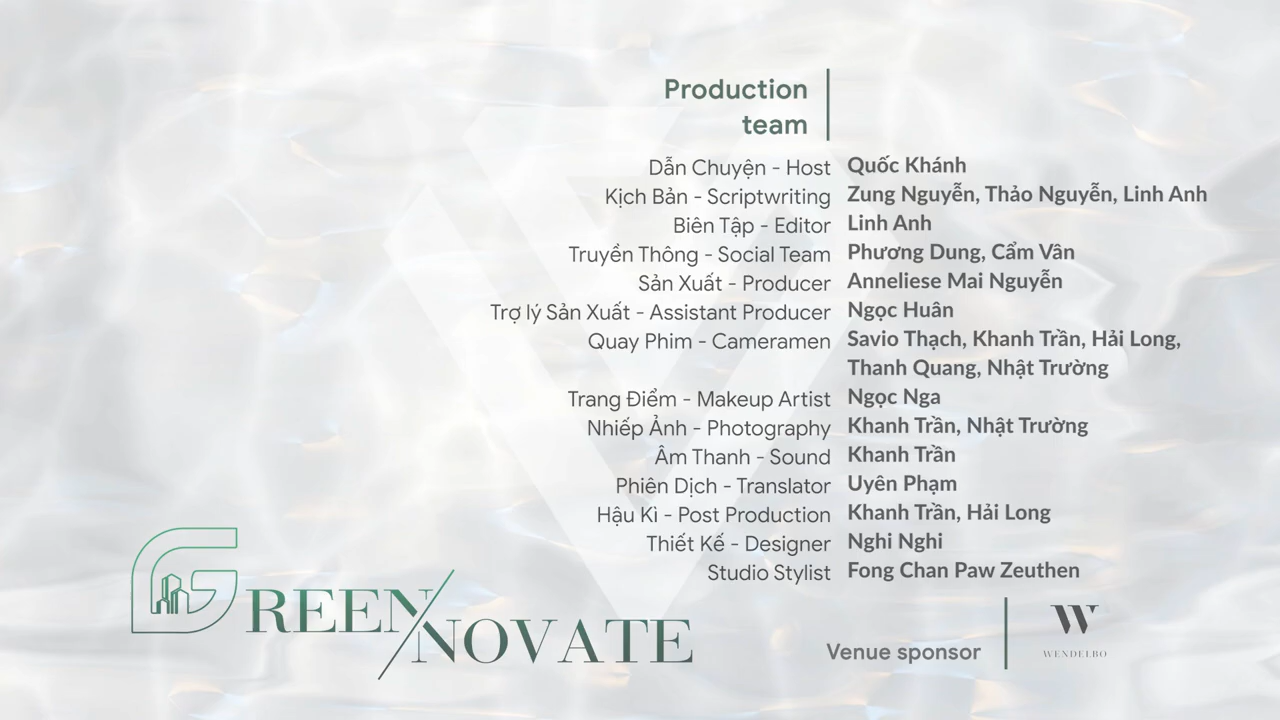 Production
team
Dẫn Chuyện - Host Quốc Khánh
Kịch Bản - Scriptwriting Zung Nguyễn, Thảo Nguyễn, Linh Anh
Biên Tập - Editor Linh Anh
Truyền Thông - Social Team Phương Dung, Cẩm Vân
Sản Xuất - Producer Anneliese Mai Nguyễn
Trợ lý Sản Xuất - Assistant Producer Ngọc Huân
Quay Phim - Cameramen Savio Thạch, Khanh Trần, Hải Long,
Thanh Quang, Nhật Trường
Trang Điểm - Makeup Artist Ngọc Nga
Nhiếp Ảnh - Photography Khanh Trần, Nhật Trường
Âm Thanh - Sound Khanh Trần
Phiên Dịch - Translator Uyên Phạm
Hậu Kì - Post Production Khanh Trần, Hải Long
Thiết Kế - Designer Nghi Nghi
Studio Stylist Fong Chan Paw Zeuthen
GREEN/NOVATE
Venue sponsor
W
WENDELBO